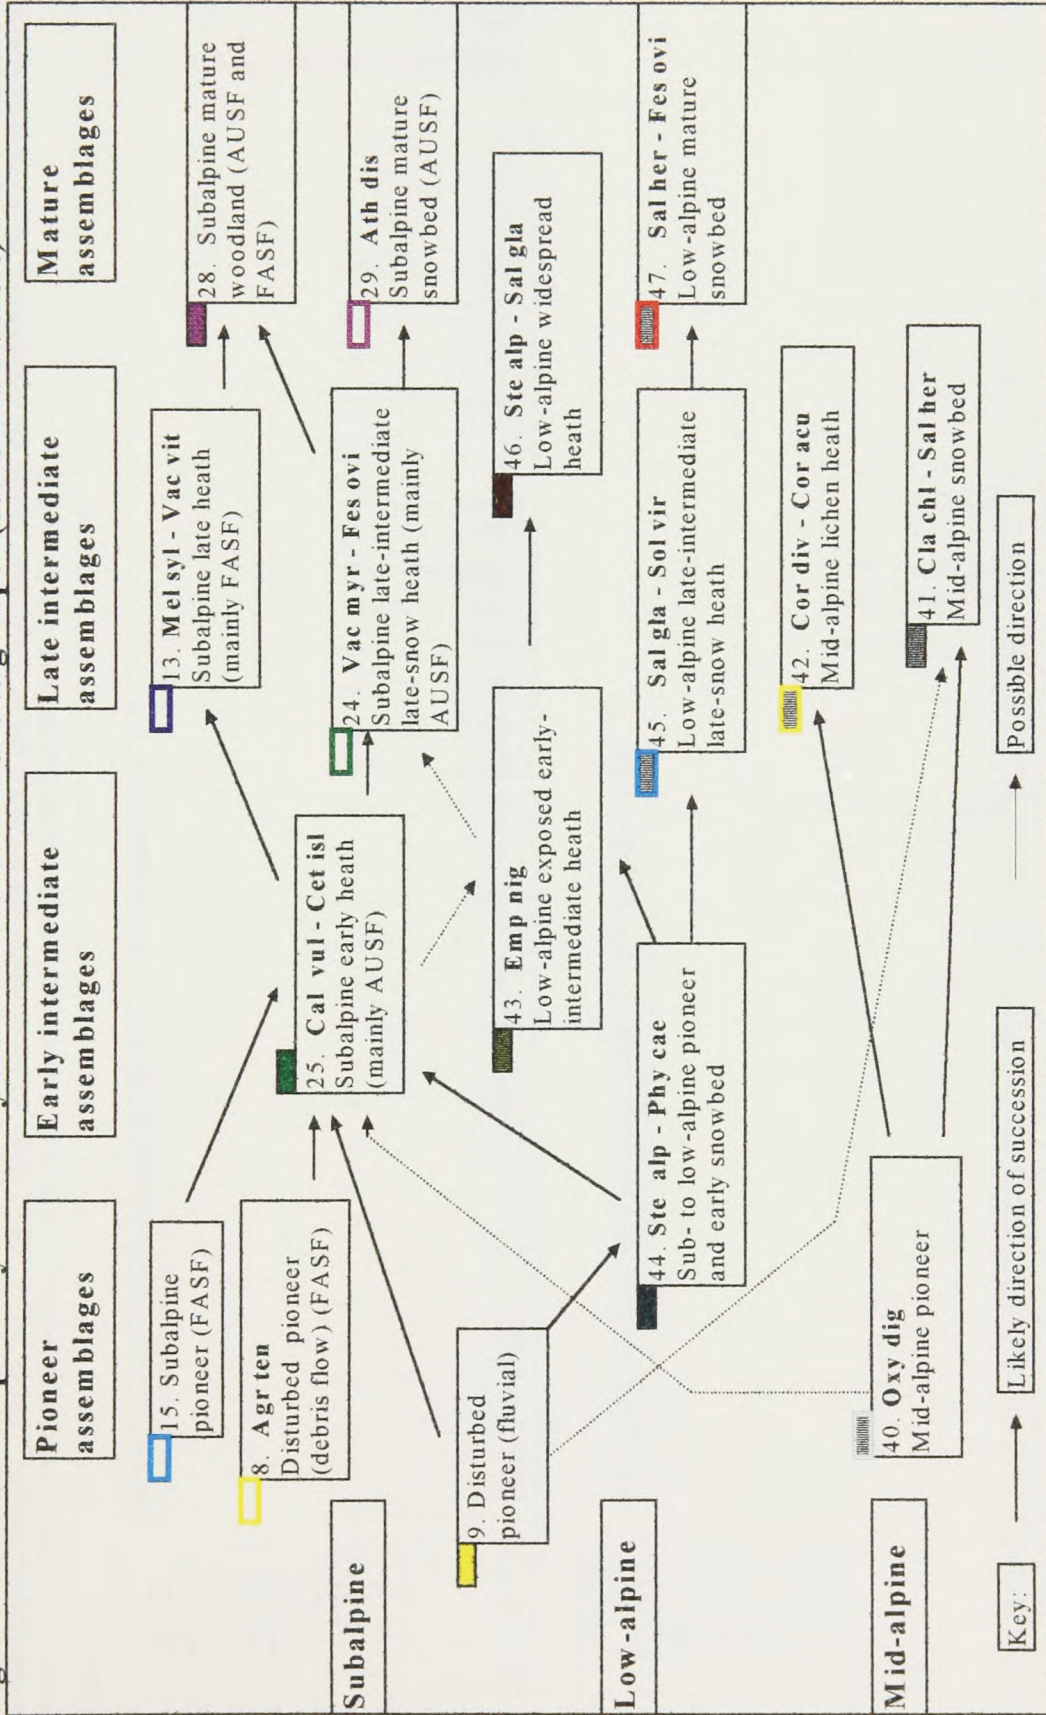 Pioneer
assemblages
Early intermediate
assemblages
Late intermediate
assemblages
Mature
assemblages
Subalpine
15. Subalpine
pioneer (FASF)
8. Agr ten
Disturbed pioneer
(debris flow) (FASF)
9. Disturbed
pioneer (fluvial)
25. Cal vul - Cet isl
Subalpine early heath
(mainly AUSF)
13. Mel syl - Vac vit
Subalpine late heath
(mainly FASF)
24. Vac myr - Fes ovi
Subalpine late-intermediate
late-snow heath (mainly
AUSF)
28. Subalpine mature
woodland (AUSF and
FASF)
29. Ath dis
Subalpine mature
snowbed (AUSF)
Low-alpine
44. Ste alp - Phy cae
Sub- to low-alpine pioneer
and early snowbed
43. Emp nig
Low-alpine exposed early-
intermediate heath
46. Ste alp - Sal gla
Low-alpine widespread
heath
45. Sal gla - Sol vir
Low-alpine late-intermediate
late-snow heath
47. Sal her - Fes ovi
Low-alpine mature
snowbed
Mid-alpine
40. Oxy dig
Mid-alpine pioneer
42. Cor div - Cor acu
Mid-alpine lichen heath
41. Cla chl - Sal her
Mid-alpine snowbed
Key:
Likely direction of succession
Possible direction